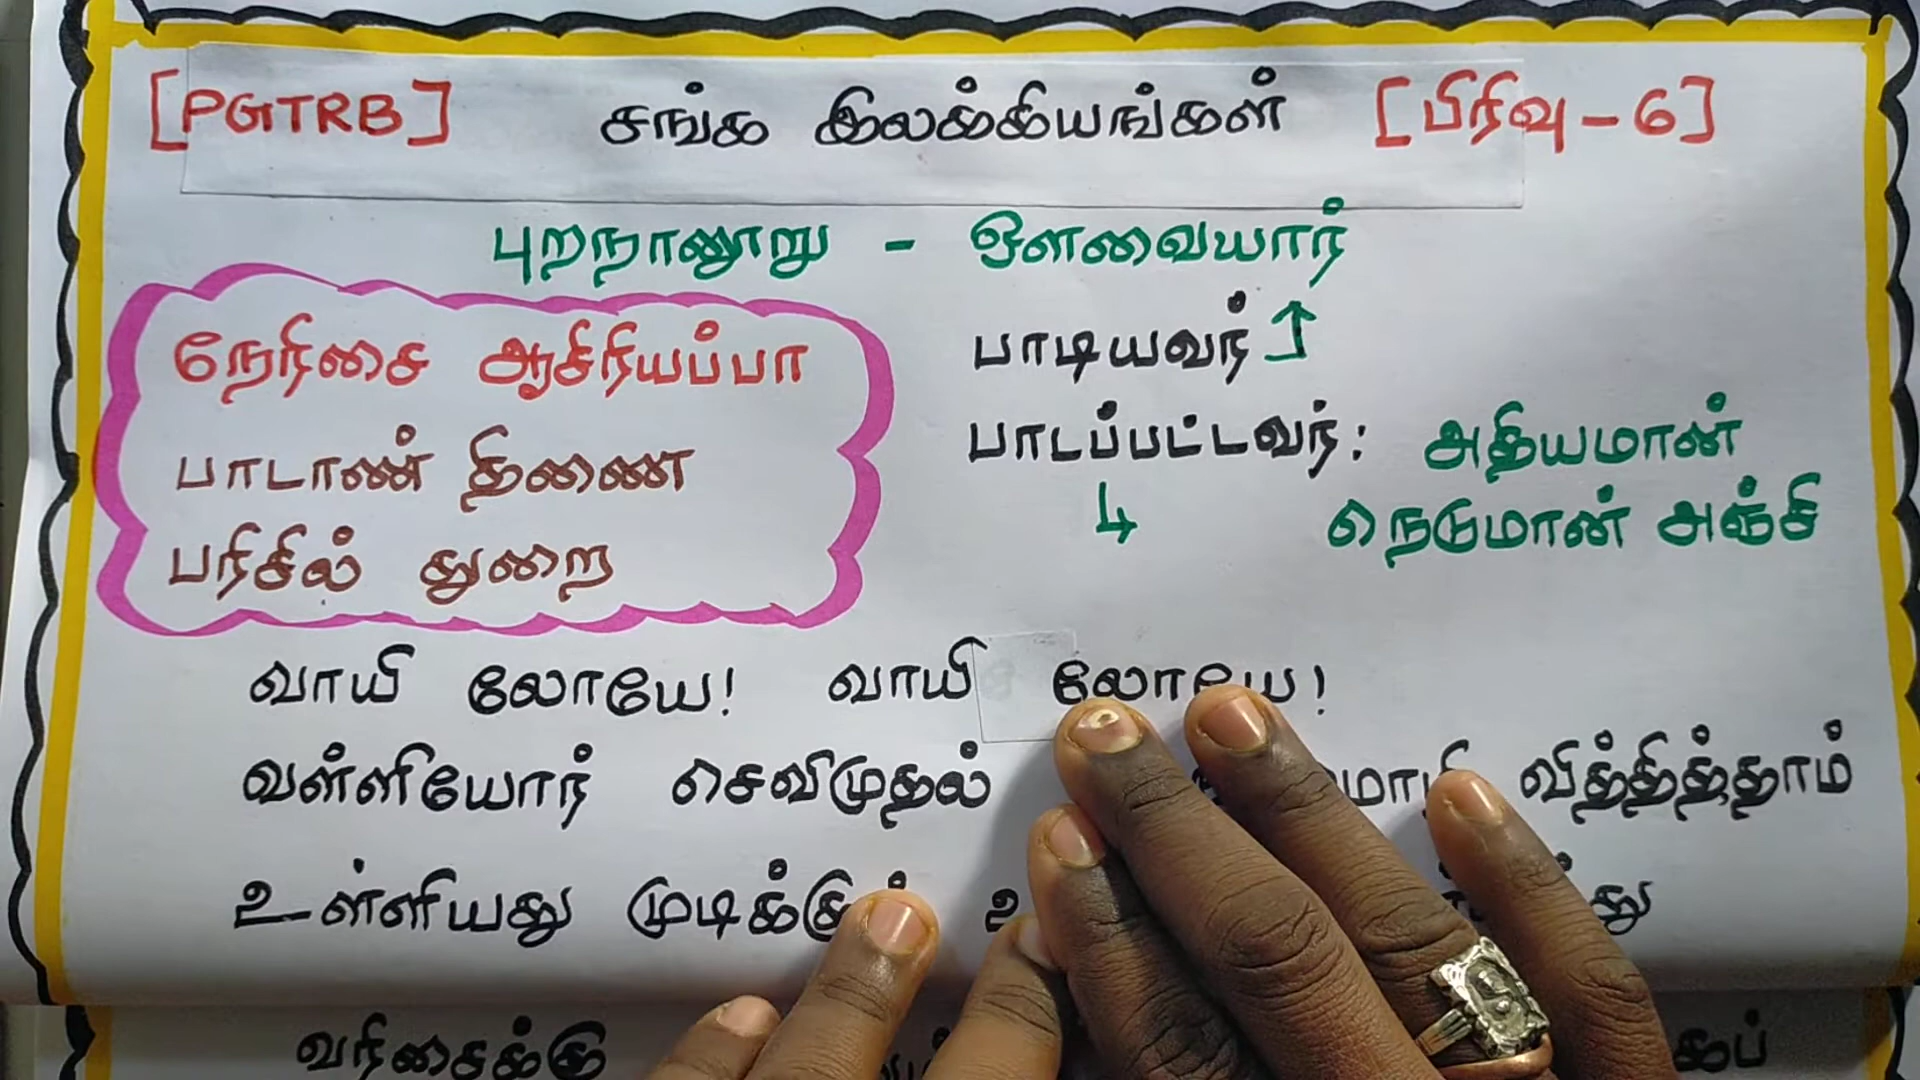 [PGTRB] சங்க இலக்கியங்கள் [பிரிவு - 6]
புறநானூறு - ஔவையார்
நேரிசை ஆசிரியப்பா
பாடாண் திணை
பரிசில் துறை
பாடியவர்
பாடப்பட்டவர்: அதியமான்
நெடுமான் அஞ்சி
வாயி லோயே! வாயி லோயே!
வள்ளியோர் செவிமுதல் வித்தித்தாம்
உள்ளியது முடிக்கும்
வரிசைக்கு